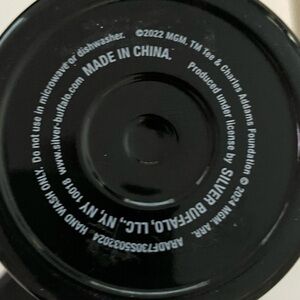 ©2022 MGM. TM Tee & Charles Addams Foundation © 2024 MGM. ARR.
ARADF730S5032024 HAND WASH ONLY. Do not use in microwave or dishwasher.
Produced under license by SILVER BUFFALO, LLC., NY, NY 10018 www.silver-buffalo.com MADE IN CHINA.